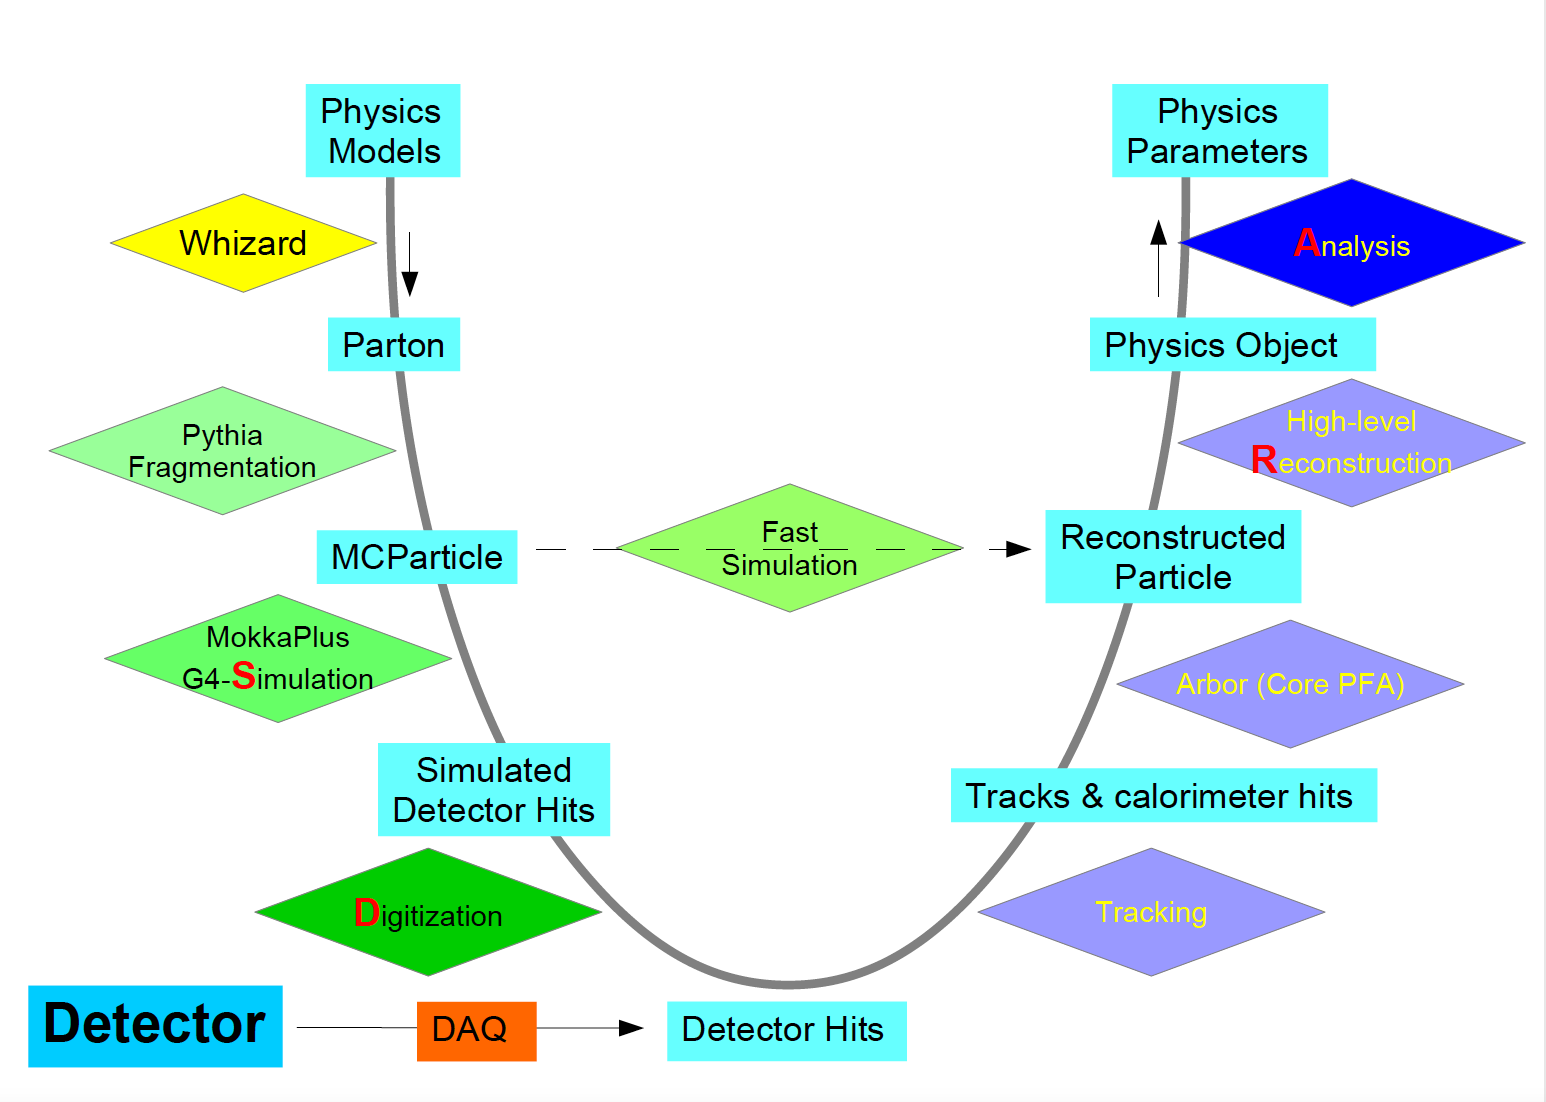 Physics
Models
Physics
Parameters
Whizard
Analysis
Parton
Physics Object
Pythia
Fragmentation
High-level
Reconstruction
MCParticle
Fast
Simulation
Reconstructed
Particle
MokkaPlus
G4-Simulation
Arbor (Core PFA)
Simulated
Detector Hits
Tracks & calorimeter hits
Digitization
Tracking
Detector
DAQ
Detector Hits